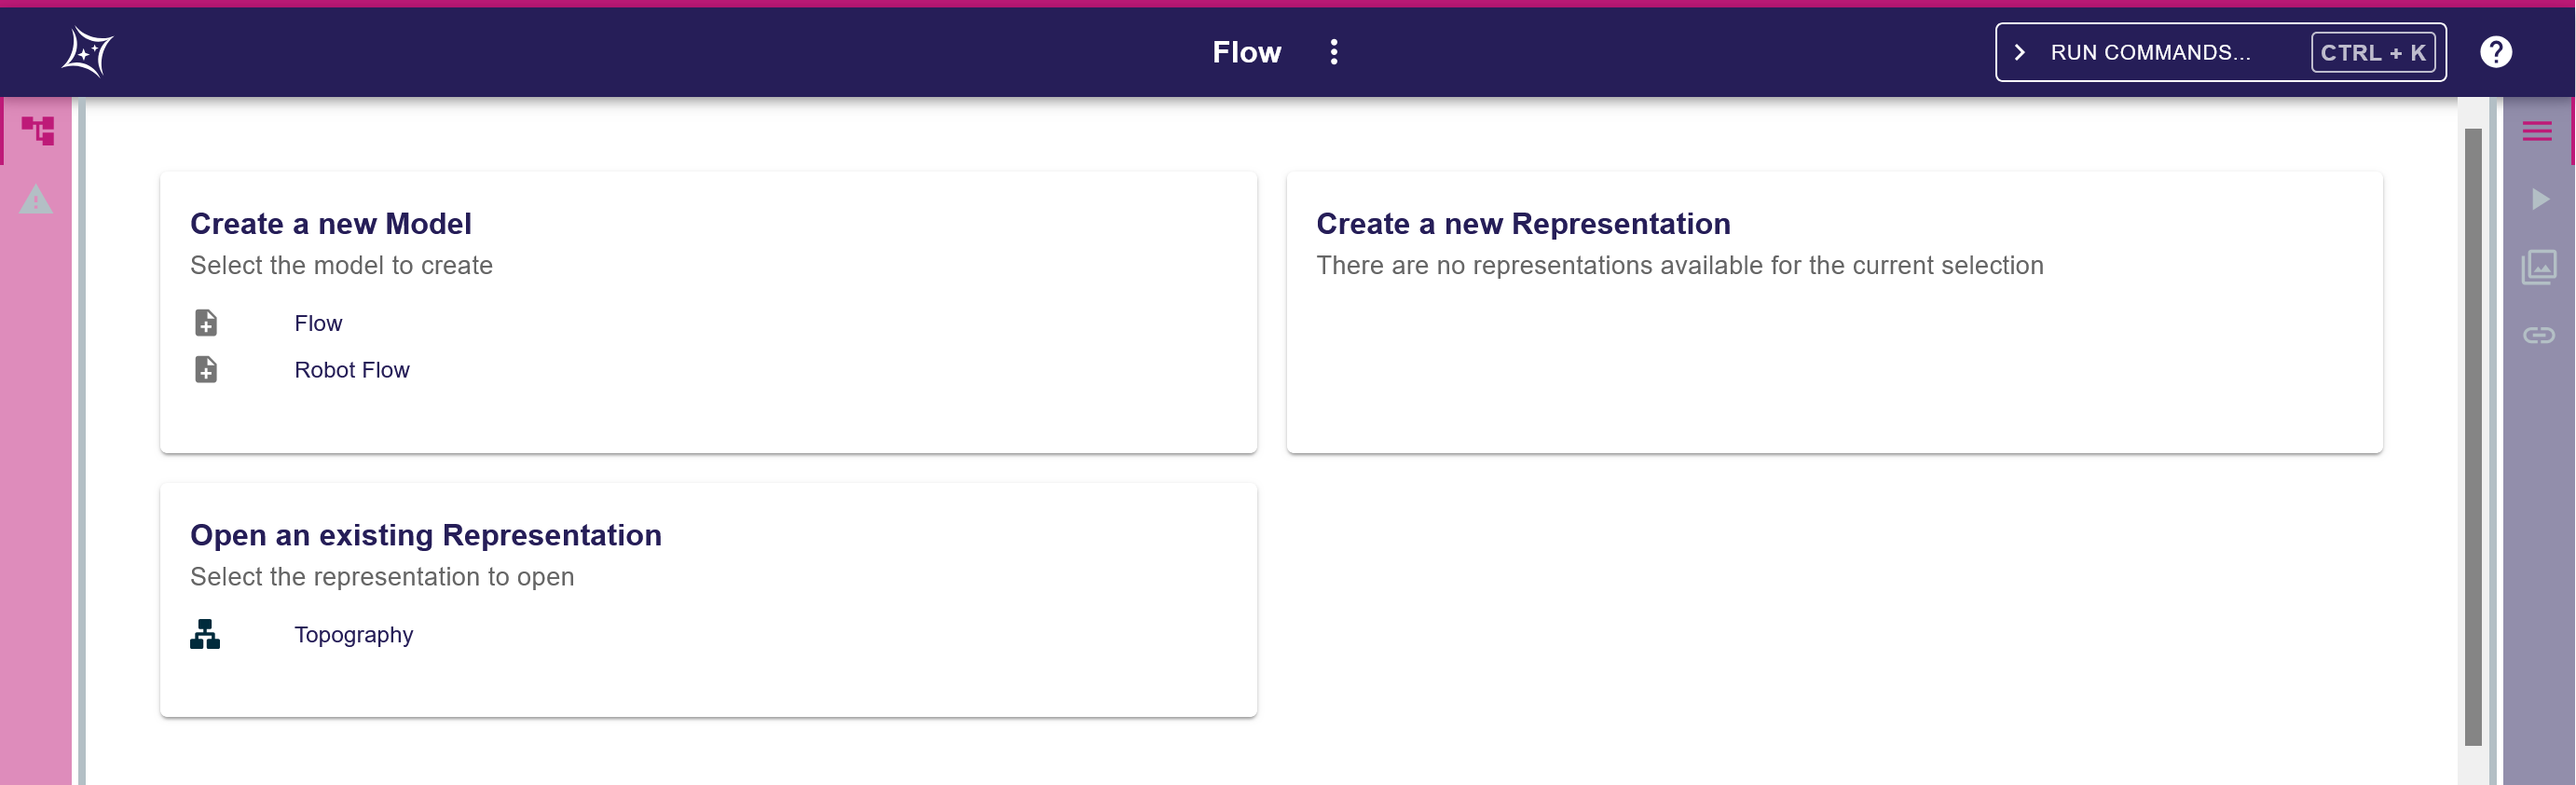 Flow
RUN COMMANDS... CTRL + K
Create a new Model
Select the model to create
Flow
Robot Flow
Create a new Representation
There are no representations available for the current selection
Open an existing Representation
Select the representation to open
Topography